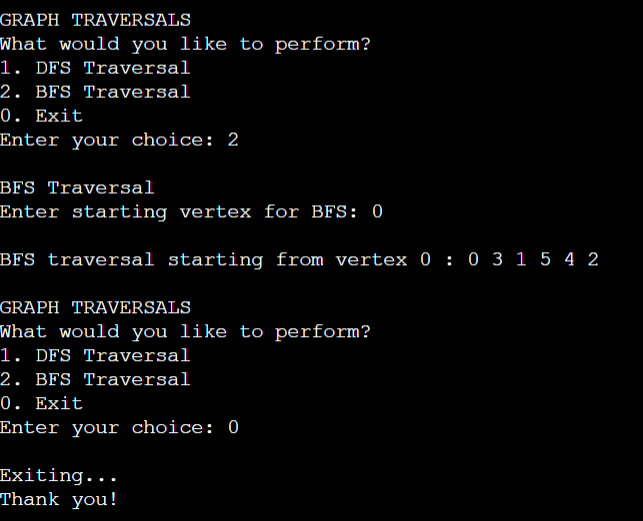 GRAPH TRAVERSALS
What would you like to perform?
1. DFS Traversal
2. BFS Traversal
0. Exit
Enter your choice: 2
BFS Traversal
Enter starting vertex for BFS: 0
BFS traversal starting from vertex 0 : 0 3 1 5 4 2
GRAPH TRAVERSALS
What would you like to perform?
1. DFS Traversal
2. BFS Traversal
0. Exit
Enter your choice: 0
Exiting...
Thank you!